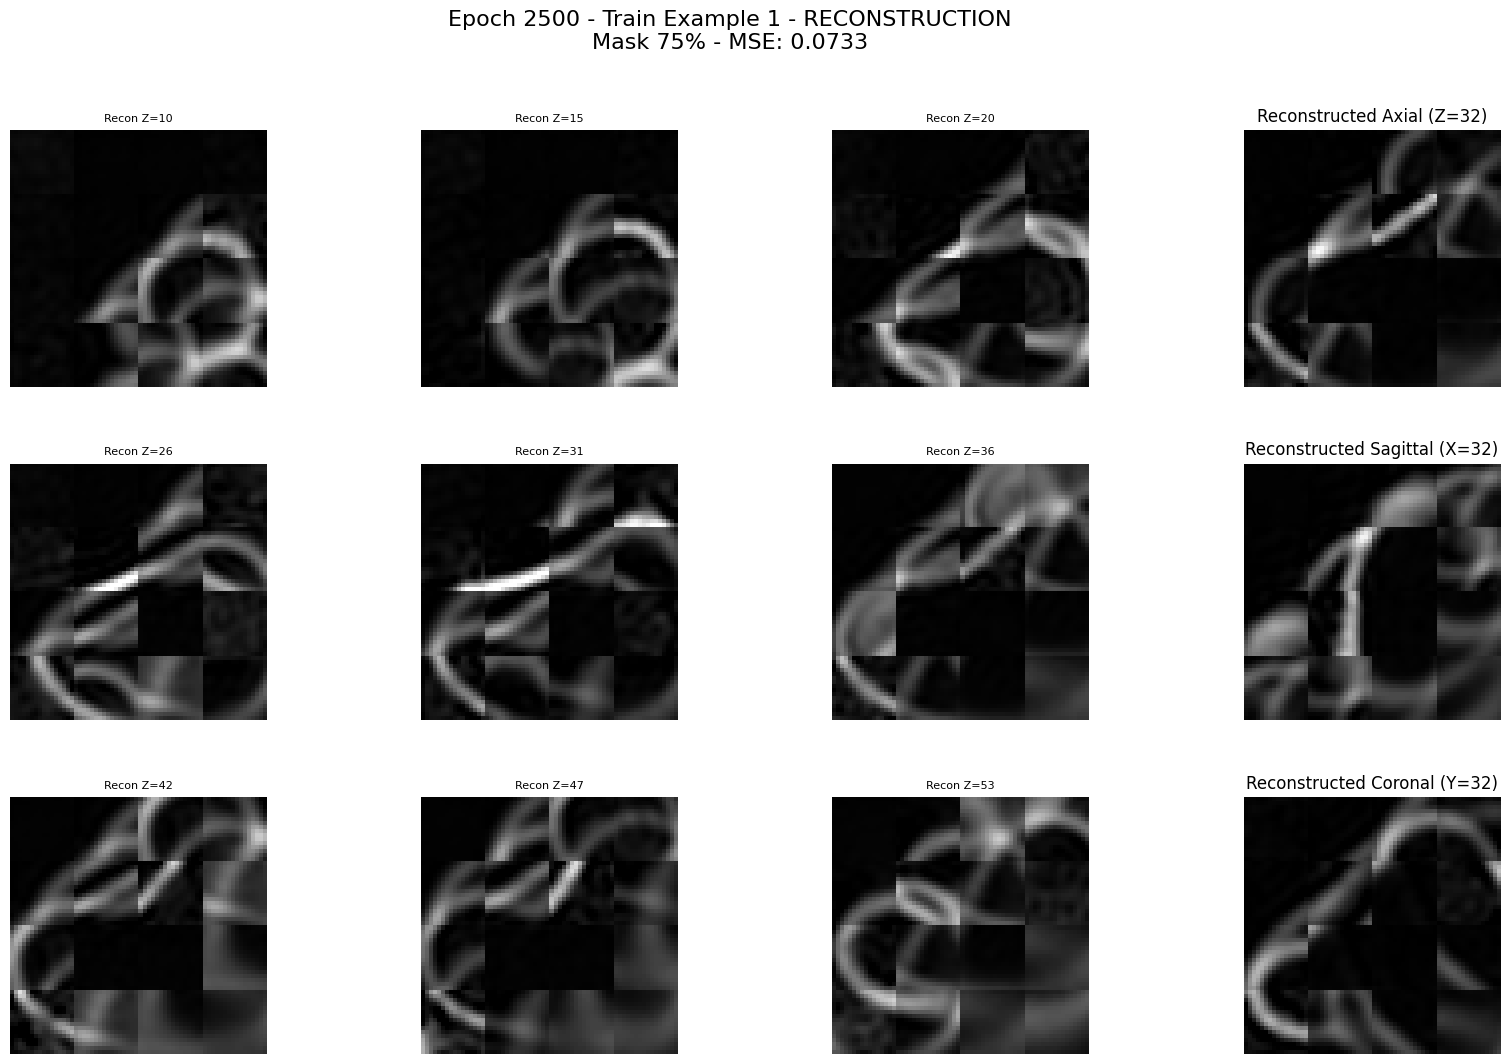 Epoch 2500 - Train Example 1 - RECONSTRUCTION
Mask 75% - MSE: 0.0733
Recon Z=10
Recon Z=15
Recon Z=20
Reconstructed Axial (Z=32)
Recon Z=26
Recon Z=31
Recon Z=36
Reconstructed Sagittal (X=32)
Recon Z=42
Recon Z=47
Recon Z=53
Reconstructed Coronal (Y=32)